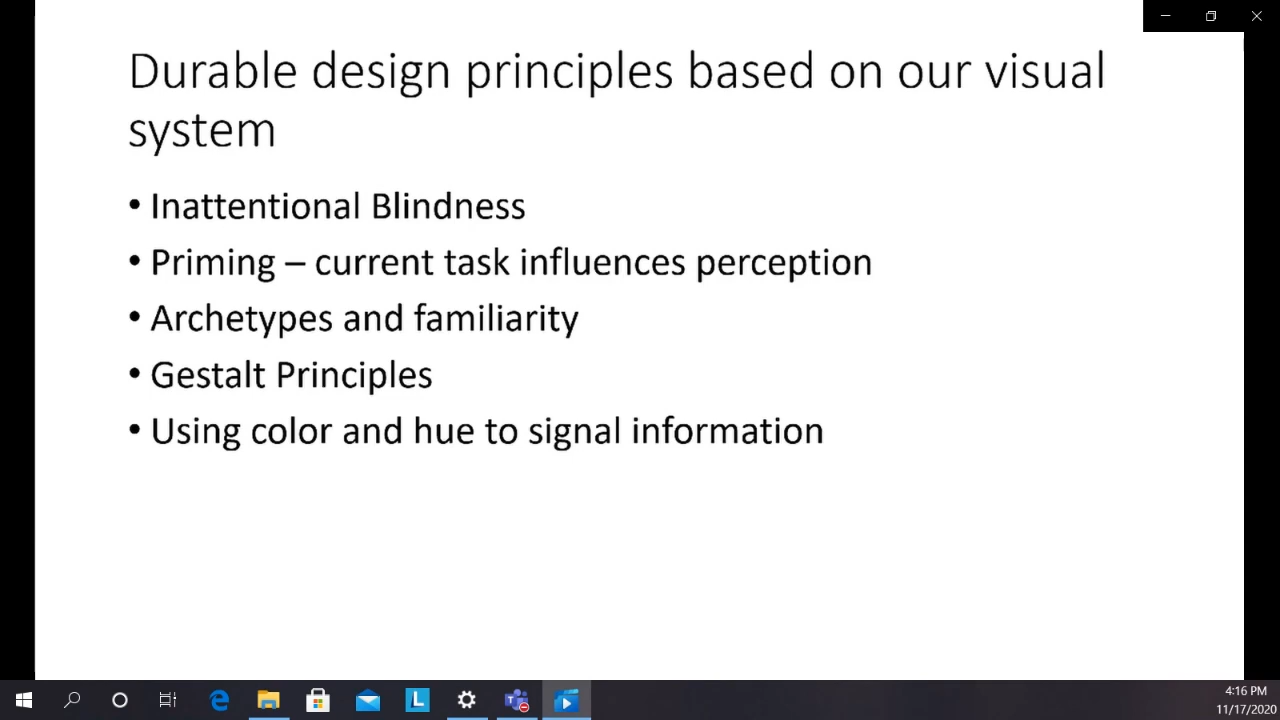 Durable design principles based on our visual
system
• Inattentional Blindness
• Priming – current task influences perception
• Archetypes and familiarity
• Gestalt Principles
• Using color and hue to signal information
L
4:16 PM
11/17/2020